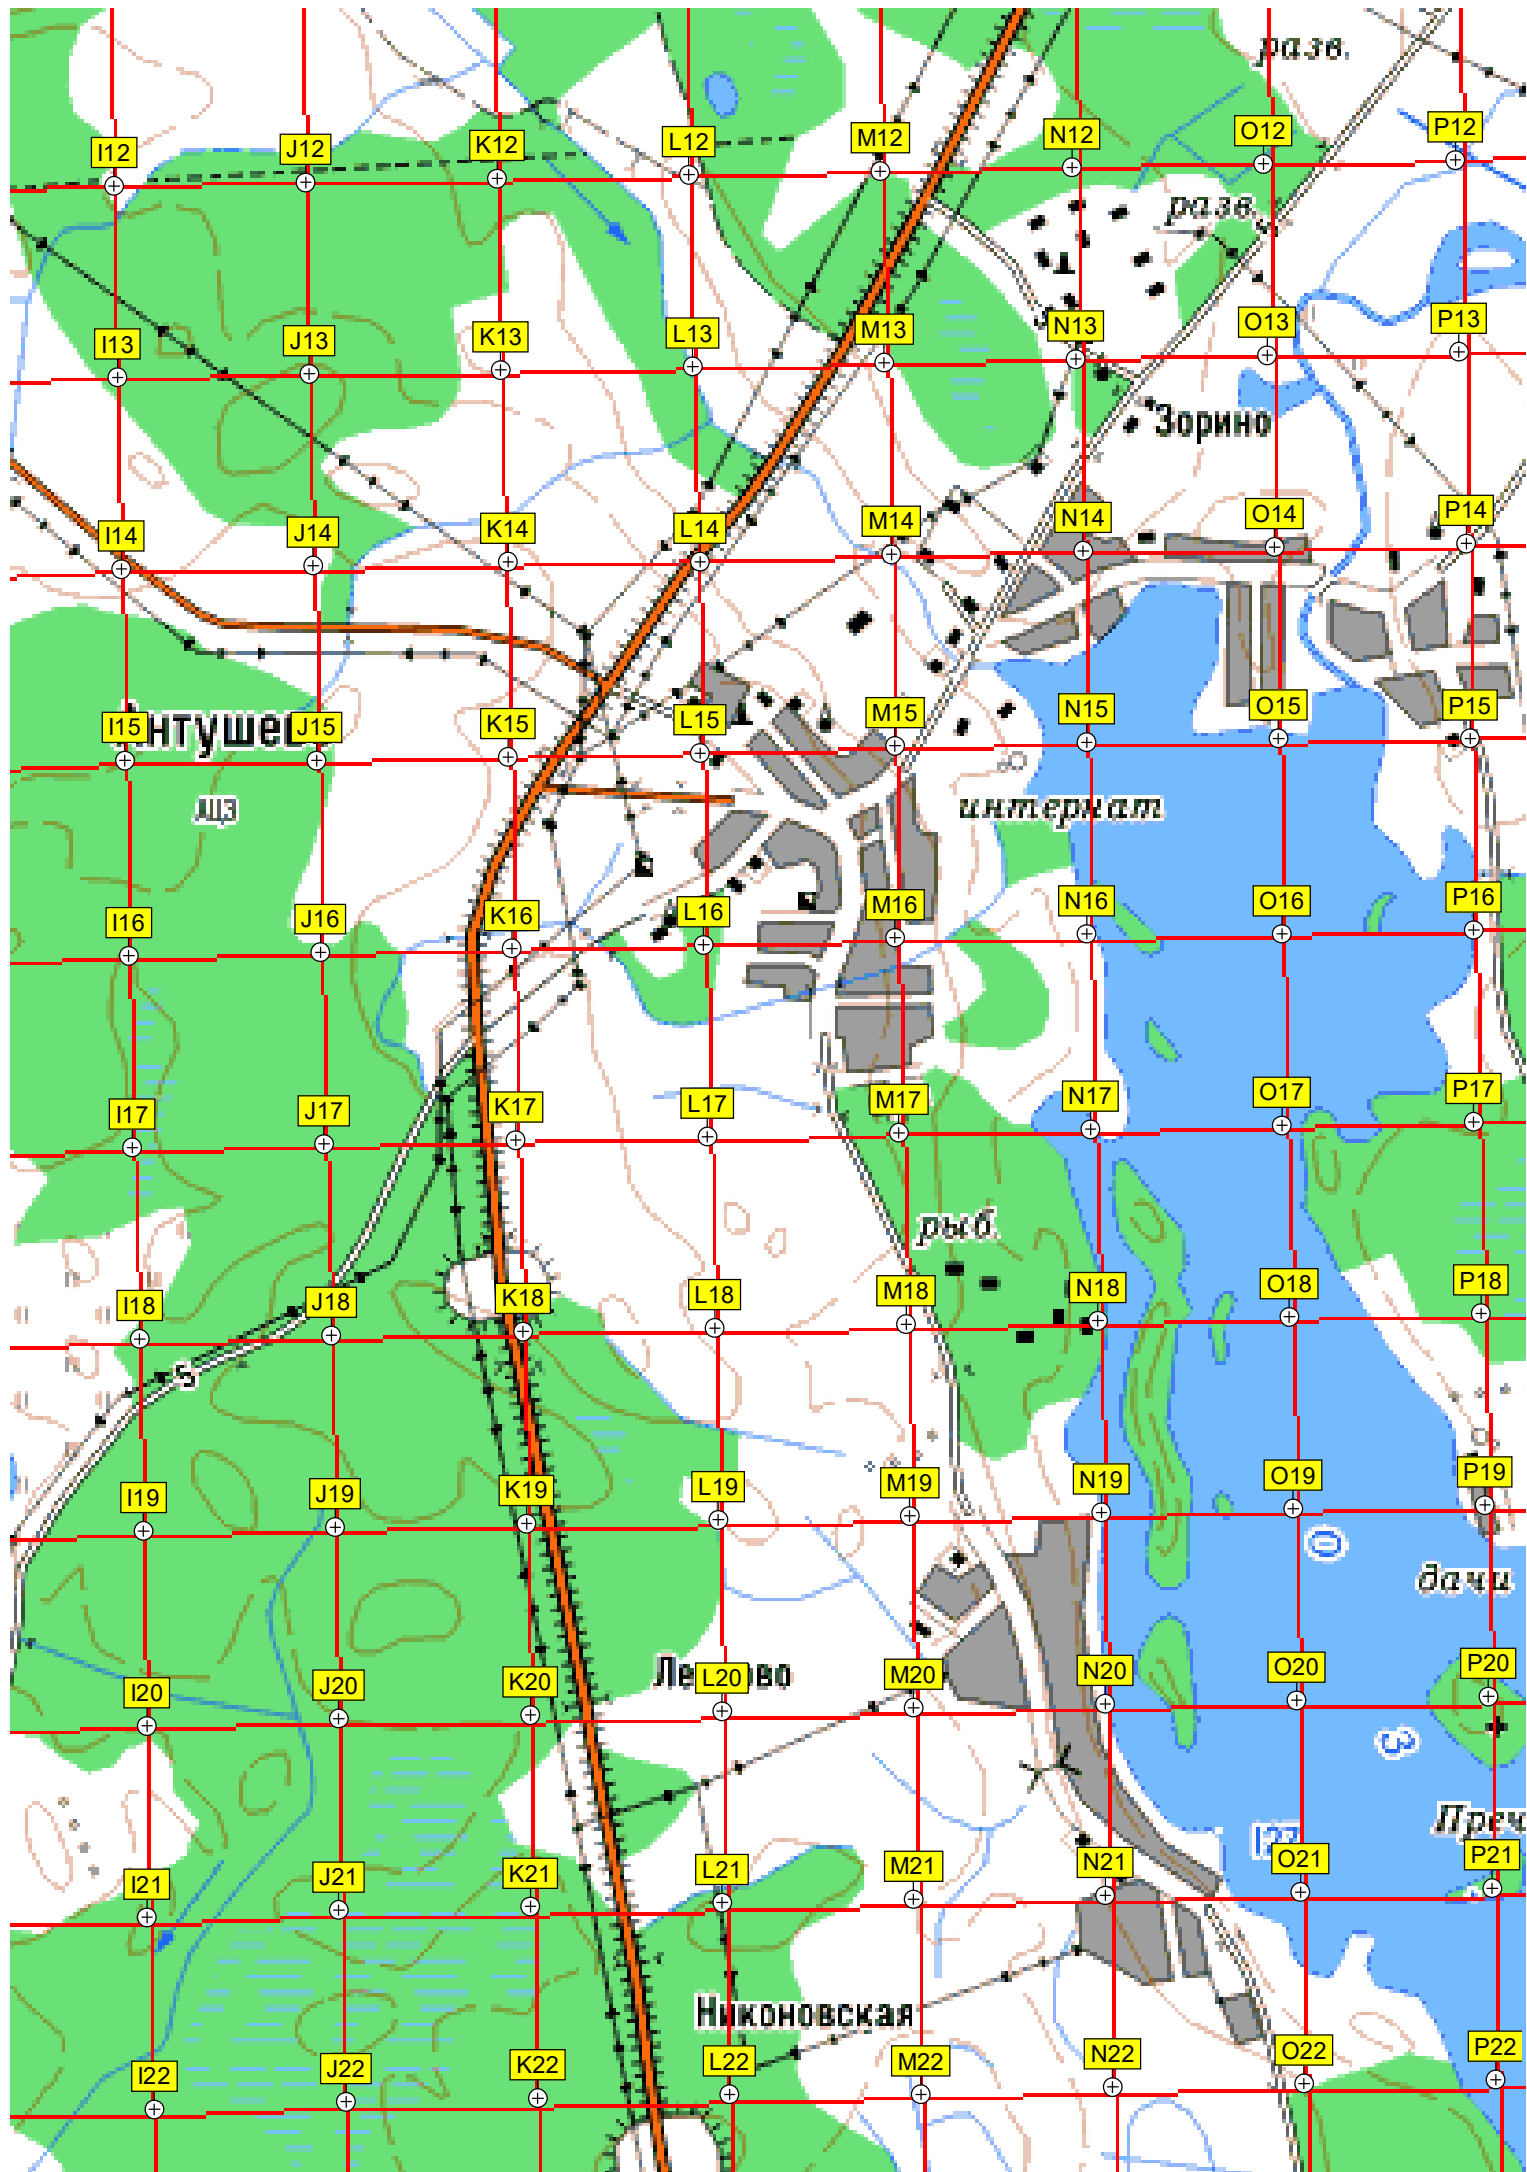 разв.
I12 J12 K12 L12 M12 N12 O12 P12
разв.
I13 J13 K13 L13 M13 N13 O13 P13
Зорино
I14 J14 K14 L14 M14 N14 O14 P14
I15 J15 K15 L15 M15 N15 O15 P15
АЦЗ
интернат
I16 J16 K16 L16 M16 N16 O16 P16
I17 J17 K17 L17 M17 N17 O17 P17
рыб.
I18 J18 K18 L18 M18 N18 O18 P18
5
I19 J19 K19 L19 M19 N19 O19 P19
О
дачи
I20 J20 K20 L20 M20 N20 O20 P20
З
I21 J21 K21 L21 M21 N21 O21 P21
Никоновская
I22 J22 K22 L22 M22 N22 O22 P22